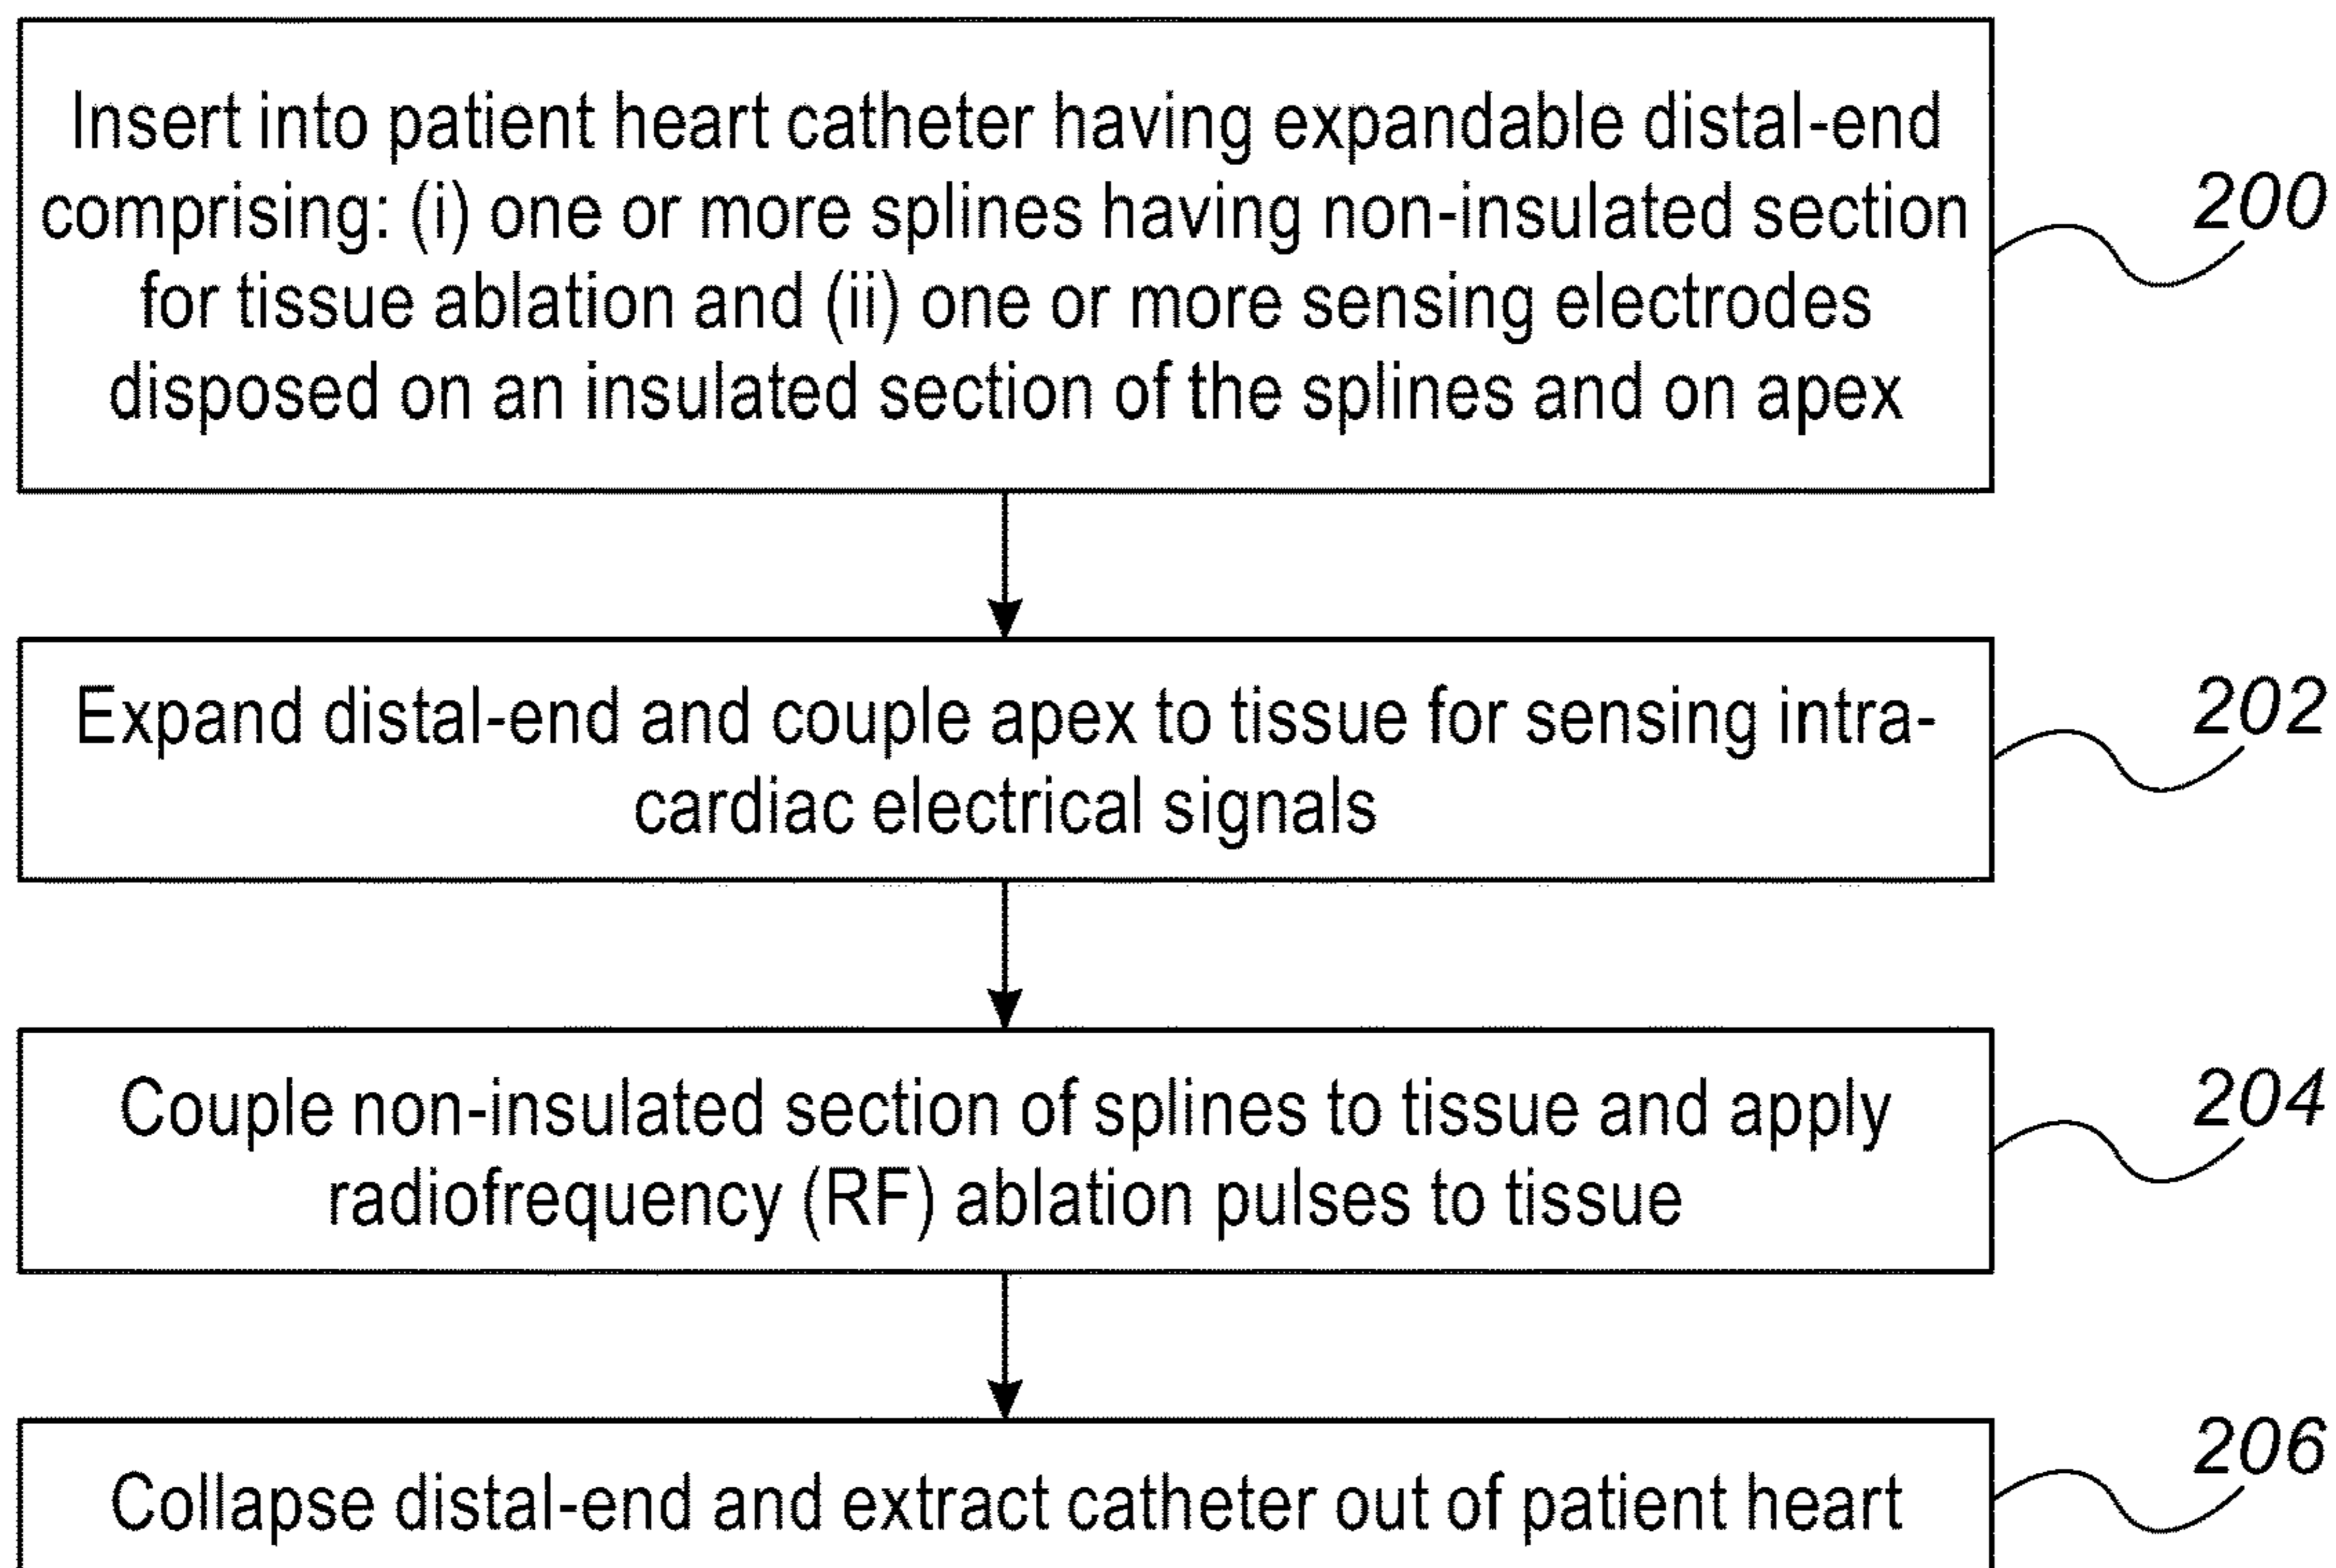 Insert into patient heart catheter having expandable distal-end
comprising: (i) one or more splines having non-insulated section
for tissue ablation and (ii) one or more sensing electrodes
disposed on an insulated section of the splines and on apex
200
Expand distal-end and couple apex to tissue for sensing intra-
cardiac electrical signals
202
Couple non-insulated section of splines to tissue and apply
radiofrequency (RF) ablation pulses to tissue
204
Collapse distal-end and extract catheter out of patient heart
206